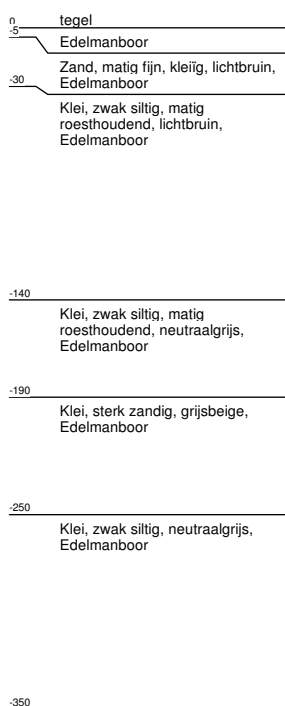 0 tegel
-5
Edelmanboor
Zand, matig fijn, kleiïg, lichtbruin,
-30 Edelmanboor
Klei, zwak siltig, matig
roesthoudend, lichtbruin,
Edelmanboor
-140
Klei, zwak siltig, matig
roesthoudend, neutraalgrijs,
Edelmanboor
-190
Klei, sterk zandig, grijsbeige,
Edelmanboor
-250
Klei, zwak siltig, neutraalgrijs,
Edelmanboor
-350